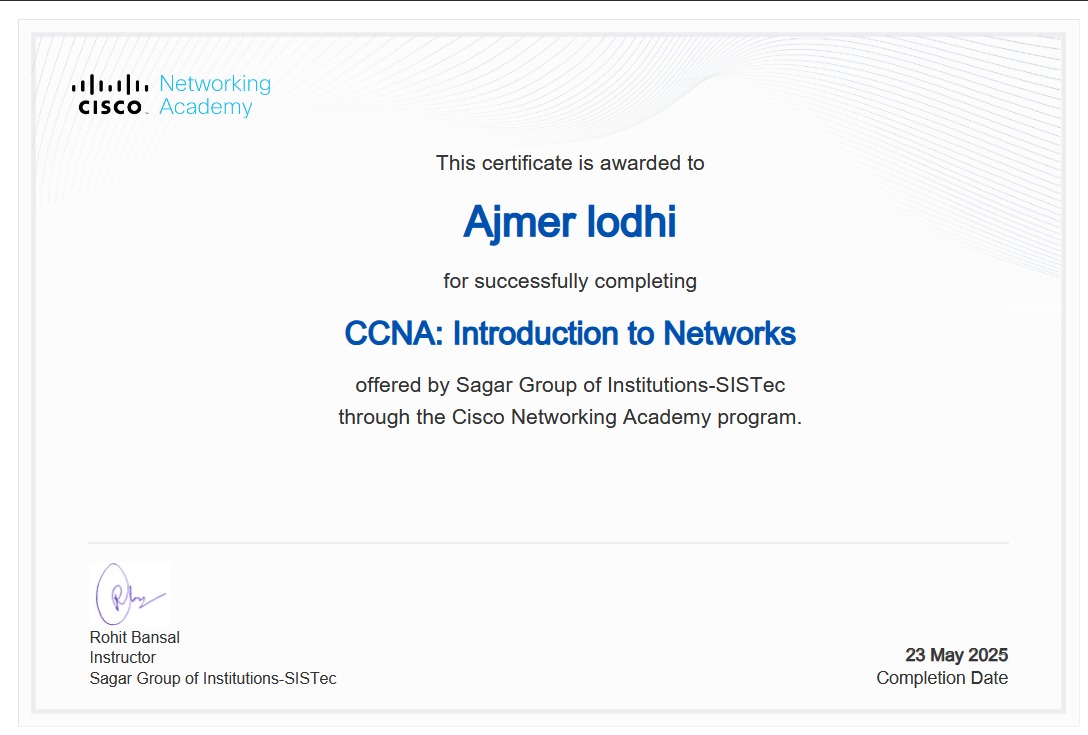 Networking
CISCO Academy
This certificate is awarded to
Ajmer lodhi
for successfully completing
CCNA: Introduction to Networks
offered by Sagar Group of Institutions-SISTec
through the Cisco Networking Academy program.
Rohit Bansal
Instructor
Sagar Group of Institutions-SISTec
23 May 2025
Completion Date